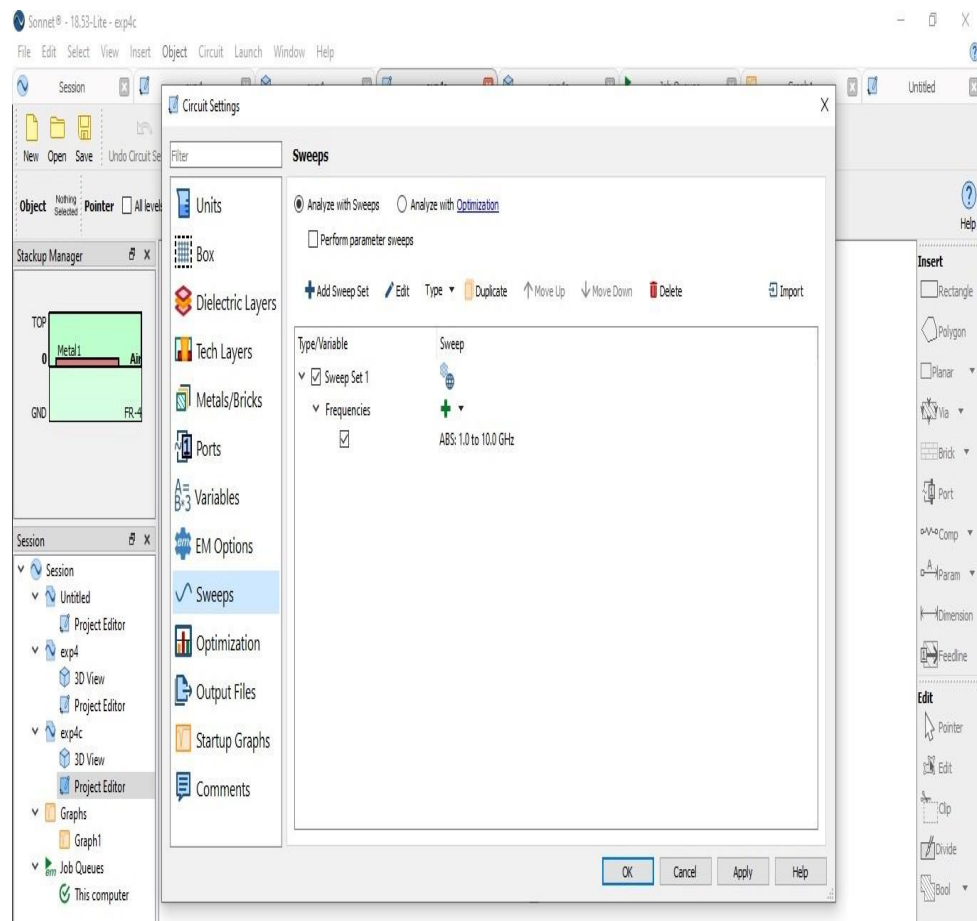 Sonnet® - 18.53-Lite - exp4c
File Edit Select View Insert Object Circuit Launch Window Help
Session
Untitled
New Open Save Undo Circuit Se
Object Nothing Selected Pointer All level
Help
Stackup Manager
TOP
0 Metal1 Air
GND FR-4
Session
Session
Untitled
Project Editor
exp4
3D View
Project Editor
exp4c
3D View
Project Editor
Graphs
Graph1
Job Queues
This computer
Circuit Settings
Filter
Units
Box
Dielectric Layers
Tech Layers
Metals/Bricks
Ports
Variables
EM Options
Sweeps
Optimization
Output Files
Startup Graphs
Comments
Sweeps
Analyze with Sweeps Analyze with Optimization
Perform parameter sweeps
Add Sweep Set Edit Type Duplicate Move Up Move Down Delete Import
Type/Variable Sweep
Sweep Set 1
Frequencies
ABS: 1.0 to 10.0 GHz
OK Cancel Apply Help
Insert
Rectangle
Polygon
Planar
Via
Brick
Port
Comp
Param
Dimension
Feedline
Edit
Pointer
Edit
Clip
Divide
Bool